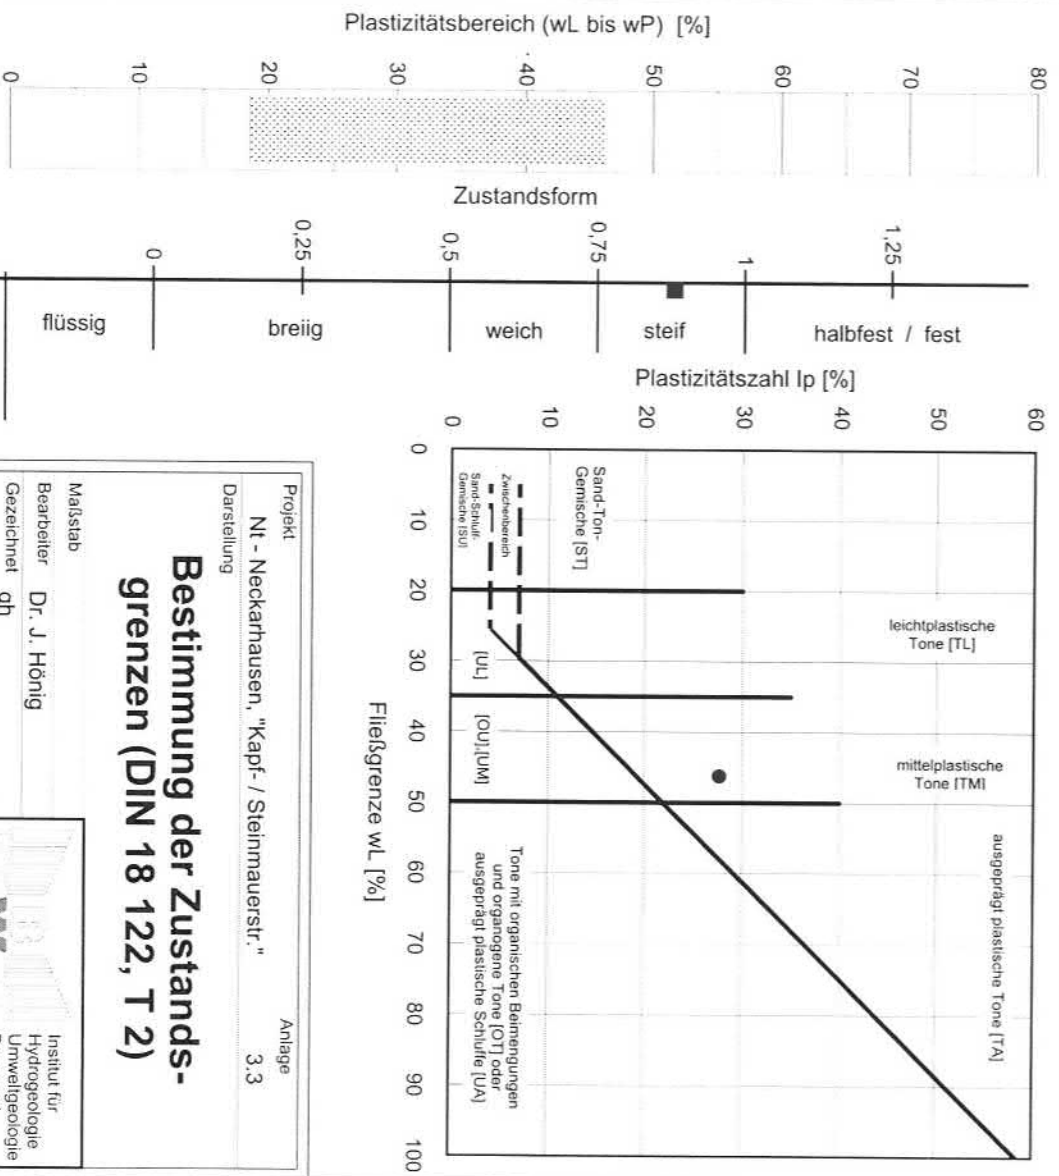 Plastizitätsbereich (wL bis wP) [%]
0
10
20
30
40
50
60
70
80
Zustandsform
0
0,25
0,5
0,75
1
1,25
flüssig
breiig
weich
steif
halbfest / fest
Plastizitätszahl Ip [%]
0
10
20
30
40
50
60
0
10
20
30
40
50
60
70
80
90
100
Fließgrenze wL [%]
Sand-Ton-
Gemische [ST]
Zwischenbereich
Sand-Schluff-
Gemische [SU]
leichtplastische
Tone [TL]
[UL]
mittelplastische
Tone [TM]
[OU],[UM]
ausgeprägt plastische Tone [TA]
Tone mit organischen Beimengungen
und organogene Tone [OT] oder
ausgeprägt plastische Schluffe [UA]
Projekt
Anlage
Nt - Neckarhausen, "Kapf- / Steinmauerstr."
3.3
Darstellung
Bestimmung der Zustands-
grenzen (DIN 18 122, T 2)
Maßstab
Bearbeiter Dr. J. Hönig
Gezeichnet gh
Institut für
Hydrogeologie
Umweltgeologie